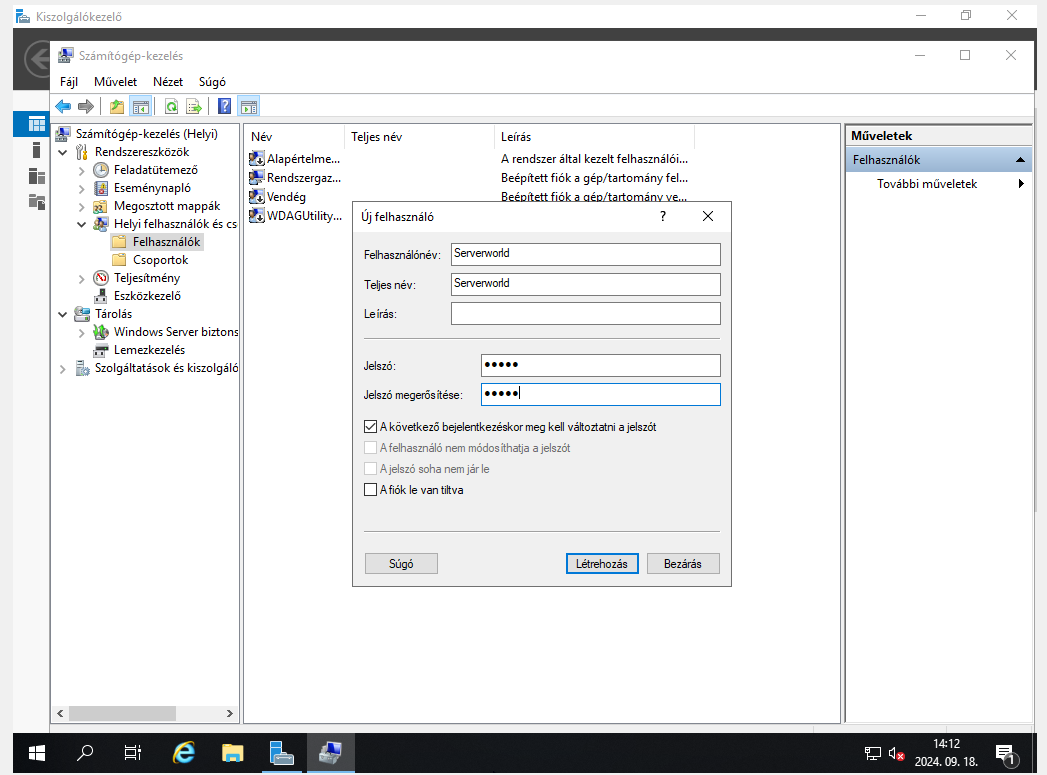 Kiszolgálókezelő
Számítógép-kezelés
Fájl Művelet Nézet Súgó
Számítógép-kezelés (Helyi)
Rendszereszközök
Feladatütemező
Eseménynapló
Megosztott mappák
Helyi felhasználók és cs
Felhasználók
Csoportok
Teljesítmény
Eszközkezelő
Tárolás
Windows Server biztons
Lemezkezelés
Szolgáltatások és kiszolgáló
Név Teljes név Leírás
Alapértelme... A rendszer által kezelt felhasználói...
Rendszergaz... Beépített fiók a gép/tartomány fel...
Vendég Beépített fiók a gép/tartomány ve...
WDAGUtility...
Új felhasználó ?
Felhasználónév: Serverworld
Teljes név: Serverworld
Leírás:
Jelszó: •••••
Jelszó megerősítése: •••••
A következő bejelentkezéskor meg kell változtatni a jelszót
A felhasználó nem módosíthatja a jelszót
A jelszó soha nem jár le
A fiók le van tiltva
Súgó Létrehozás Bezárás
Műveletek
Felhasználók
További műveletek
14:12
2024. 09. 18.
1